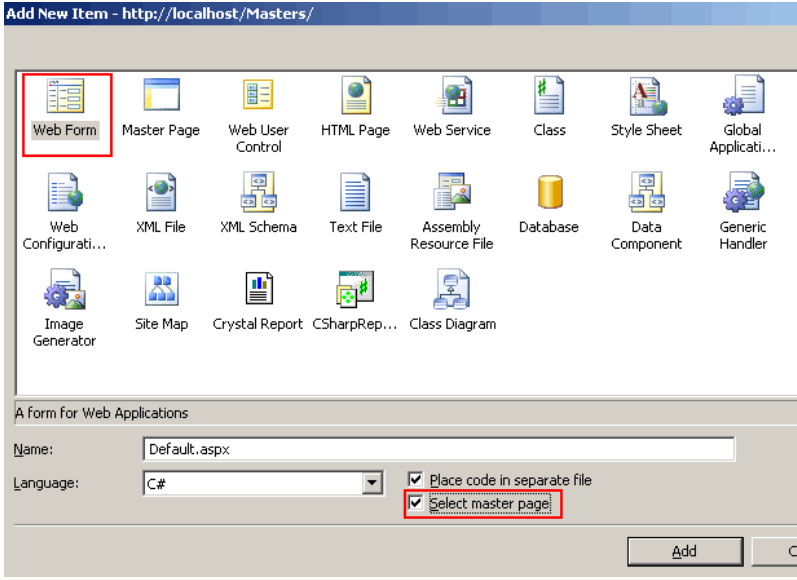 Add New Item - http://localhost/Masters/
Web Form Master Page Web User Control HTML Page Web Service Class Style Sheet Global Applicati...
Web Configurati... XML File XML Schema Text File Assembly Resource File Database Data Component Generic Handler
Image Generator Site Map Crystal Report CSharpRep... Class Diagram
A form for Web Applications
Name: Default.aspx
Language: C# Place code in separate file
Select master page
Add C